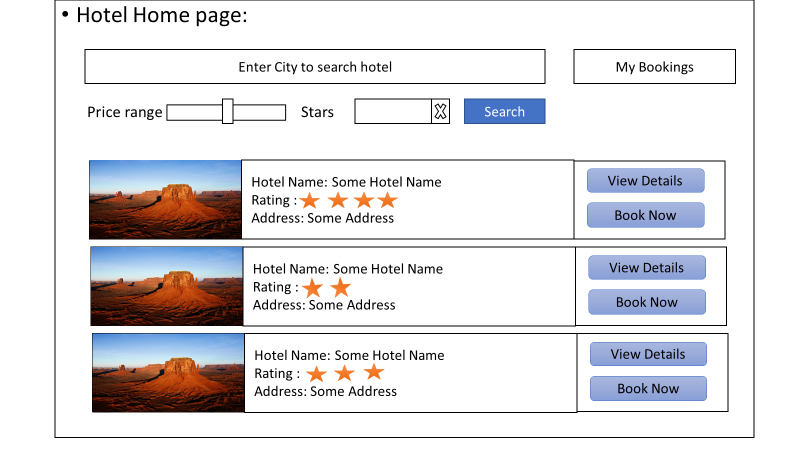 • Hotel Home page:
Enter City to search hotel
My Bookings
Price range
Stars
Search
Hotel Name: Some Hotel Name
Rating :
Address: Some Address
View Details
Book Now
Hotel Name: Some Hotel Name
Rating :
Address: Some Address
View Details
Book Now
Hotel Name: Some Hotel Name
Rating :
Address: Some Address
View Details
Book Now